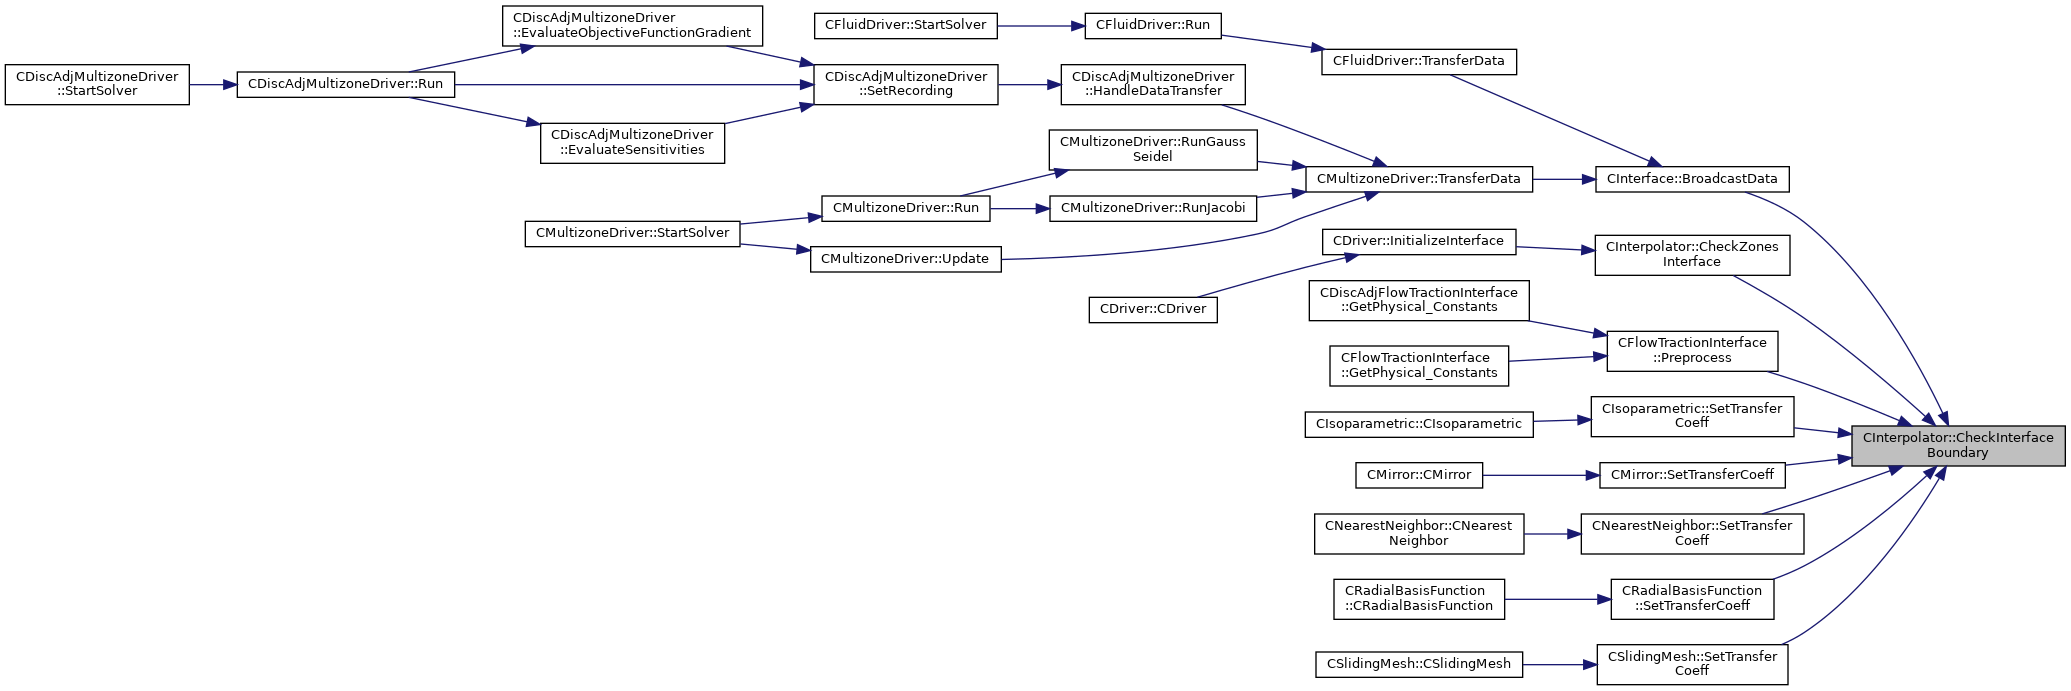 CDiscAdjMultizoneDriver
::StartSolver
CDiscAdjMultizoneDriver::Run
CDiscAdjMultizoneDriver
::EvaluateObjectiveFunctionGradient
CDiscAdjMultizoneDriver
::EvaluateSensitivities
CMultizoneDriver::StartSolver
CFluidDriver::StartSolver
CDiscAdjMultizoneDriver
::SetRecording
CMultizoneDriver::Run
CMultizoneDriver::Update
CFluidDriver::Run
CDiscAdjMultizoneDriver
::HandleDataTransfer
CMultizoneDriver::RunGauss
Seidel
CMultizoneDriver::RunJacobi
CDriver::CDriver
CFluidDriver::TransferData
CMultizoneDriver::TransferData
CDriver::InitializeInterface
CDiscAdjFlowTractionInterface
::GetPhysical_Constants
CFlowTractionInterface
::GetPhysical_Constants
CIsoparametric::CIsoparametric
CMirror::CMirror
CNearestNeighbor::CNearest
Neighbor
CRadialBasisFunction
::CRadialBasisFunction
CSlidingMesh::CSlidingMesh
CInterface::BroadcastData
CInterpolator::CheckZones
Interface
CFlowTractionInterface
::Preprocess
CIsoparametric::SetTransfer
Coeff
CMirror::SetTransferCoeff
CNearestNeighbor::SetTransfer
Coeff
CRadialBasisFunction
::SetTransferCoeff
CSlidingMesh::SetTransfer
Coeff
CInterpolator::CheckInterface
Boundary